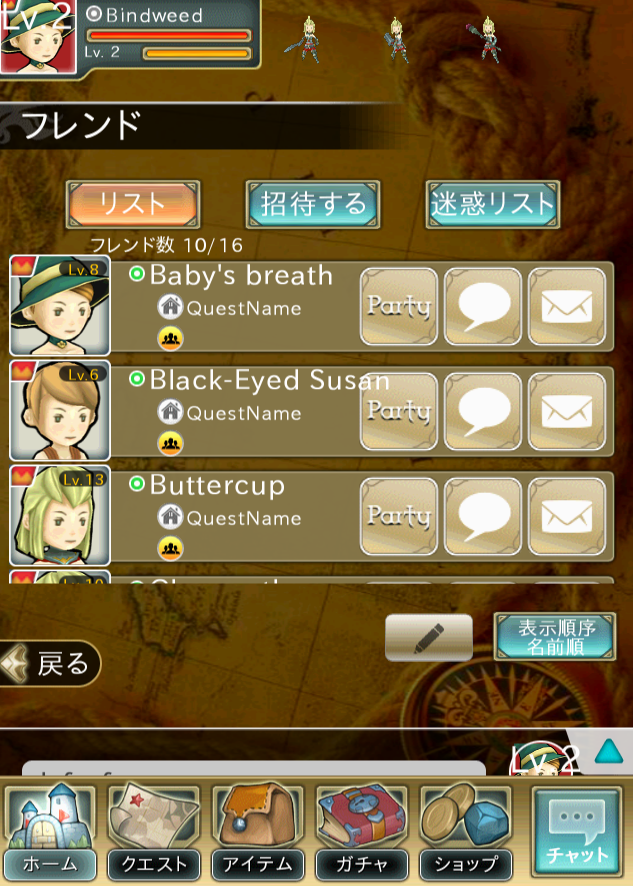 Lv. 2
Bindweed
Lv. 2
フレンド
リスト
招待する
迷惑リスト
フレンド数 10/16
Lv.8
Baby's breath
QuestName
Party
Lv.6
Black-Eyed Susan
QuestName
Party
Lv.13
Buttercup
QuestName
Party
表示順序
名前順
戻る
Lv. 2
ホーム
クエスト
アイテム
ガチャ
ショップ
チャット